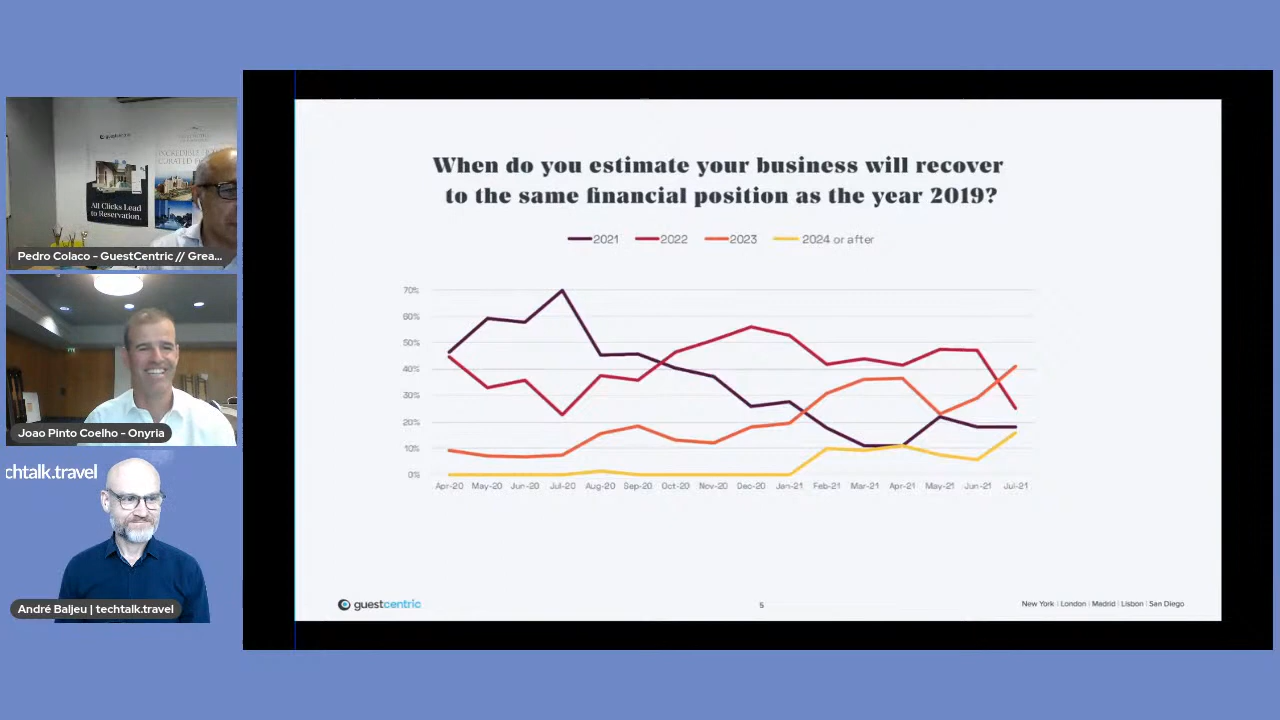 When do you estimate your business will recover
to the same financial position as the year 2019?
2021 2022 2023 2024 or after
70%
60%
50%
40%
30%
20%
10%
0%
Apr-20 May-20 Jun-20 Jul-20 Aug-20 Sep-20 Oct-20 Nov-20 Dec-20 Jan-21 Feb-21 Mar-21 Apr-21 May-21 Jun-21 Jul-21
guestcentric
5
New York | London | Madrid | Lisbon | San Diego
All Clicks Lead
to Reservation.
Pedro Colaco - GuestCentric // Grea...
Joao Pinto Coelho - Onyria
chtalk.travel
André Baljeu | techtalk.travel